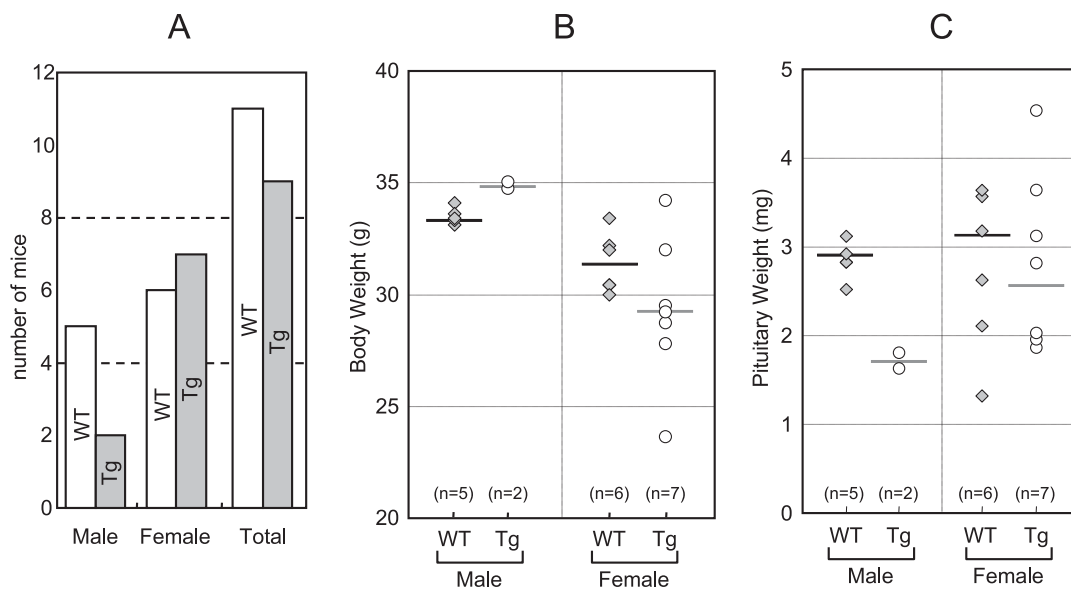 A
number of mice
12
10
8
6
4
2
0
WT
Tg
WT
Tg
WT
Tg
Male Female Total
B
Body Weight (g)
40
35
30
25
20
(n=5) (n=2) (n=6) (n=7)
WT Tg WT Tg
Male Female
C
Pituitary Weight (mg)
5
4
3
2
1
0
(n=5) (n=2) (n=6) (n=7)
WT Tg WT Tg
Male Female